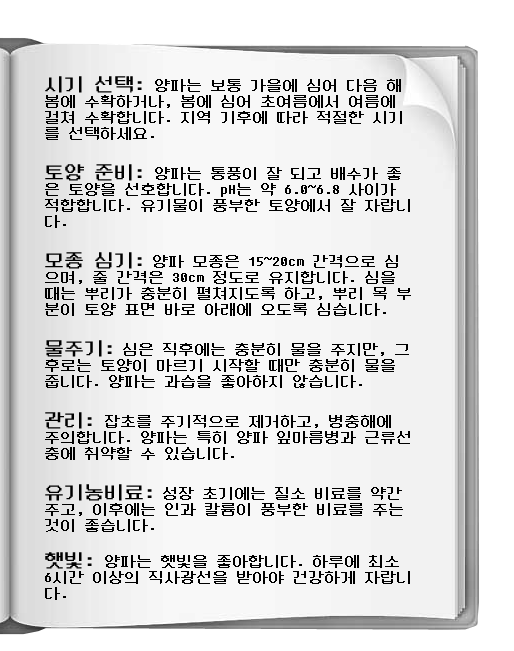 시기 선택: 양파는 보통 가을에 심어 다음 해
봄에 수확하거나, 봄에 심어 초여름에서 여름에
걸쳐 수확합니다. 지역 기후에 따라 적절한 시기
를 선택하세요.
토양 준비: 양파는 통풍이 잘 되고 배수가 좋
은 토양을 선호합니다. pH는 약 6.0~6.8 사이가
적합합니다. 유기물이 풍부한 토양에서 잘 자랍니
다.
모종 심기: 양파 모종은 15~20cm 간격으로 심
으며, 줄 간격은 30cm 정도로 유지합니다. 심을
때는 뿌리가 충분히 펼쳐지도록 하고, 뿌리 목 부
분이 토양 표면 바로 아래에 오도록 심습니다.
물주기: 심은 직후에는 충분히 물을 주지만, 그
후로는 토양이 마르기 시작할 때만 충분히 물을
줍니다. 양파는 과습을 좋아하지 않습니다.
관리: 잡초를 주기적으로 제거하고, 병충해에
주의합니다. 양파는 특히 양파 잎마름병과 근류선
충에 취약할 수 있습니다.
유기농비료: 성장 초기에는 질소 비료를 약간
주고, 이후에는 인과 칼륨이 풍부한 비료를 주는
것이 좋습니다.
햇빛: 양파는 햇빛을 좋아합니다. 하루에 최소
6시간 이상의 직사광선을 받아야 건강하게 자랍니
다.